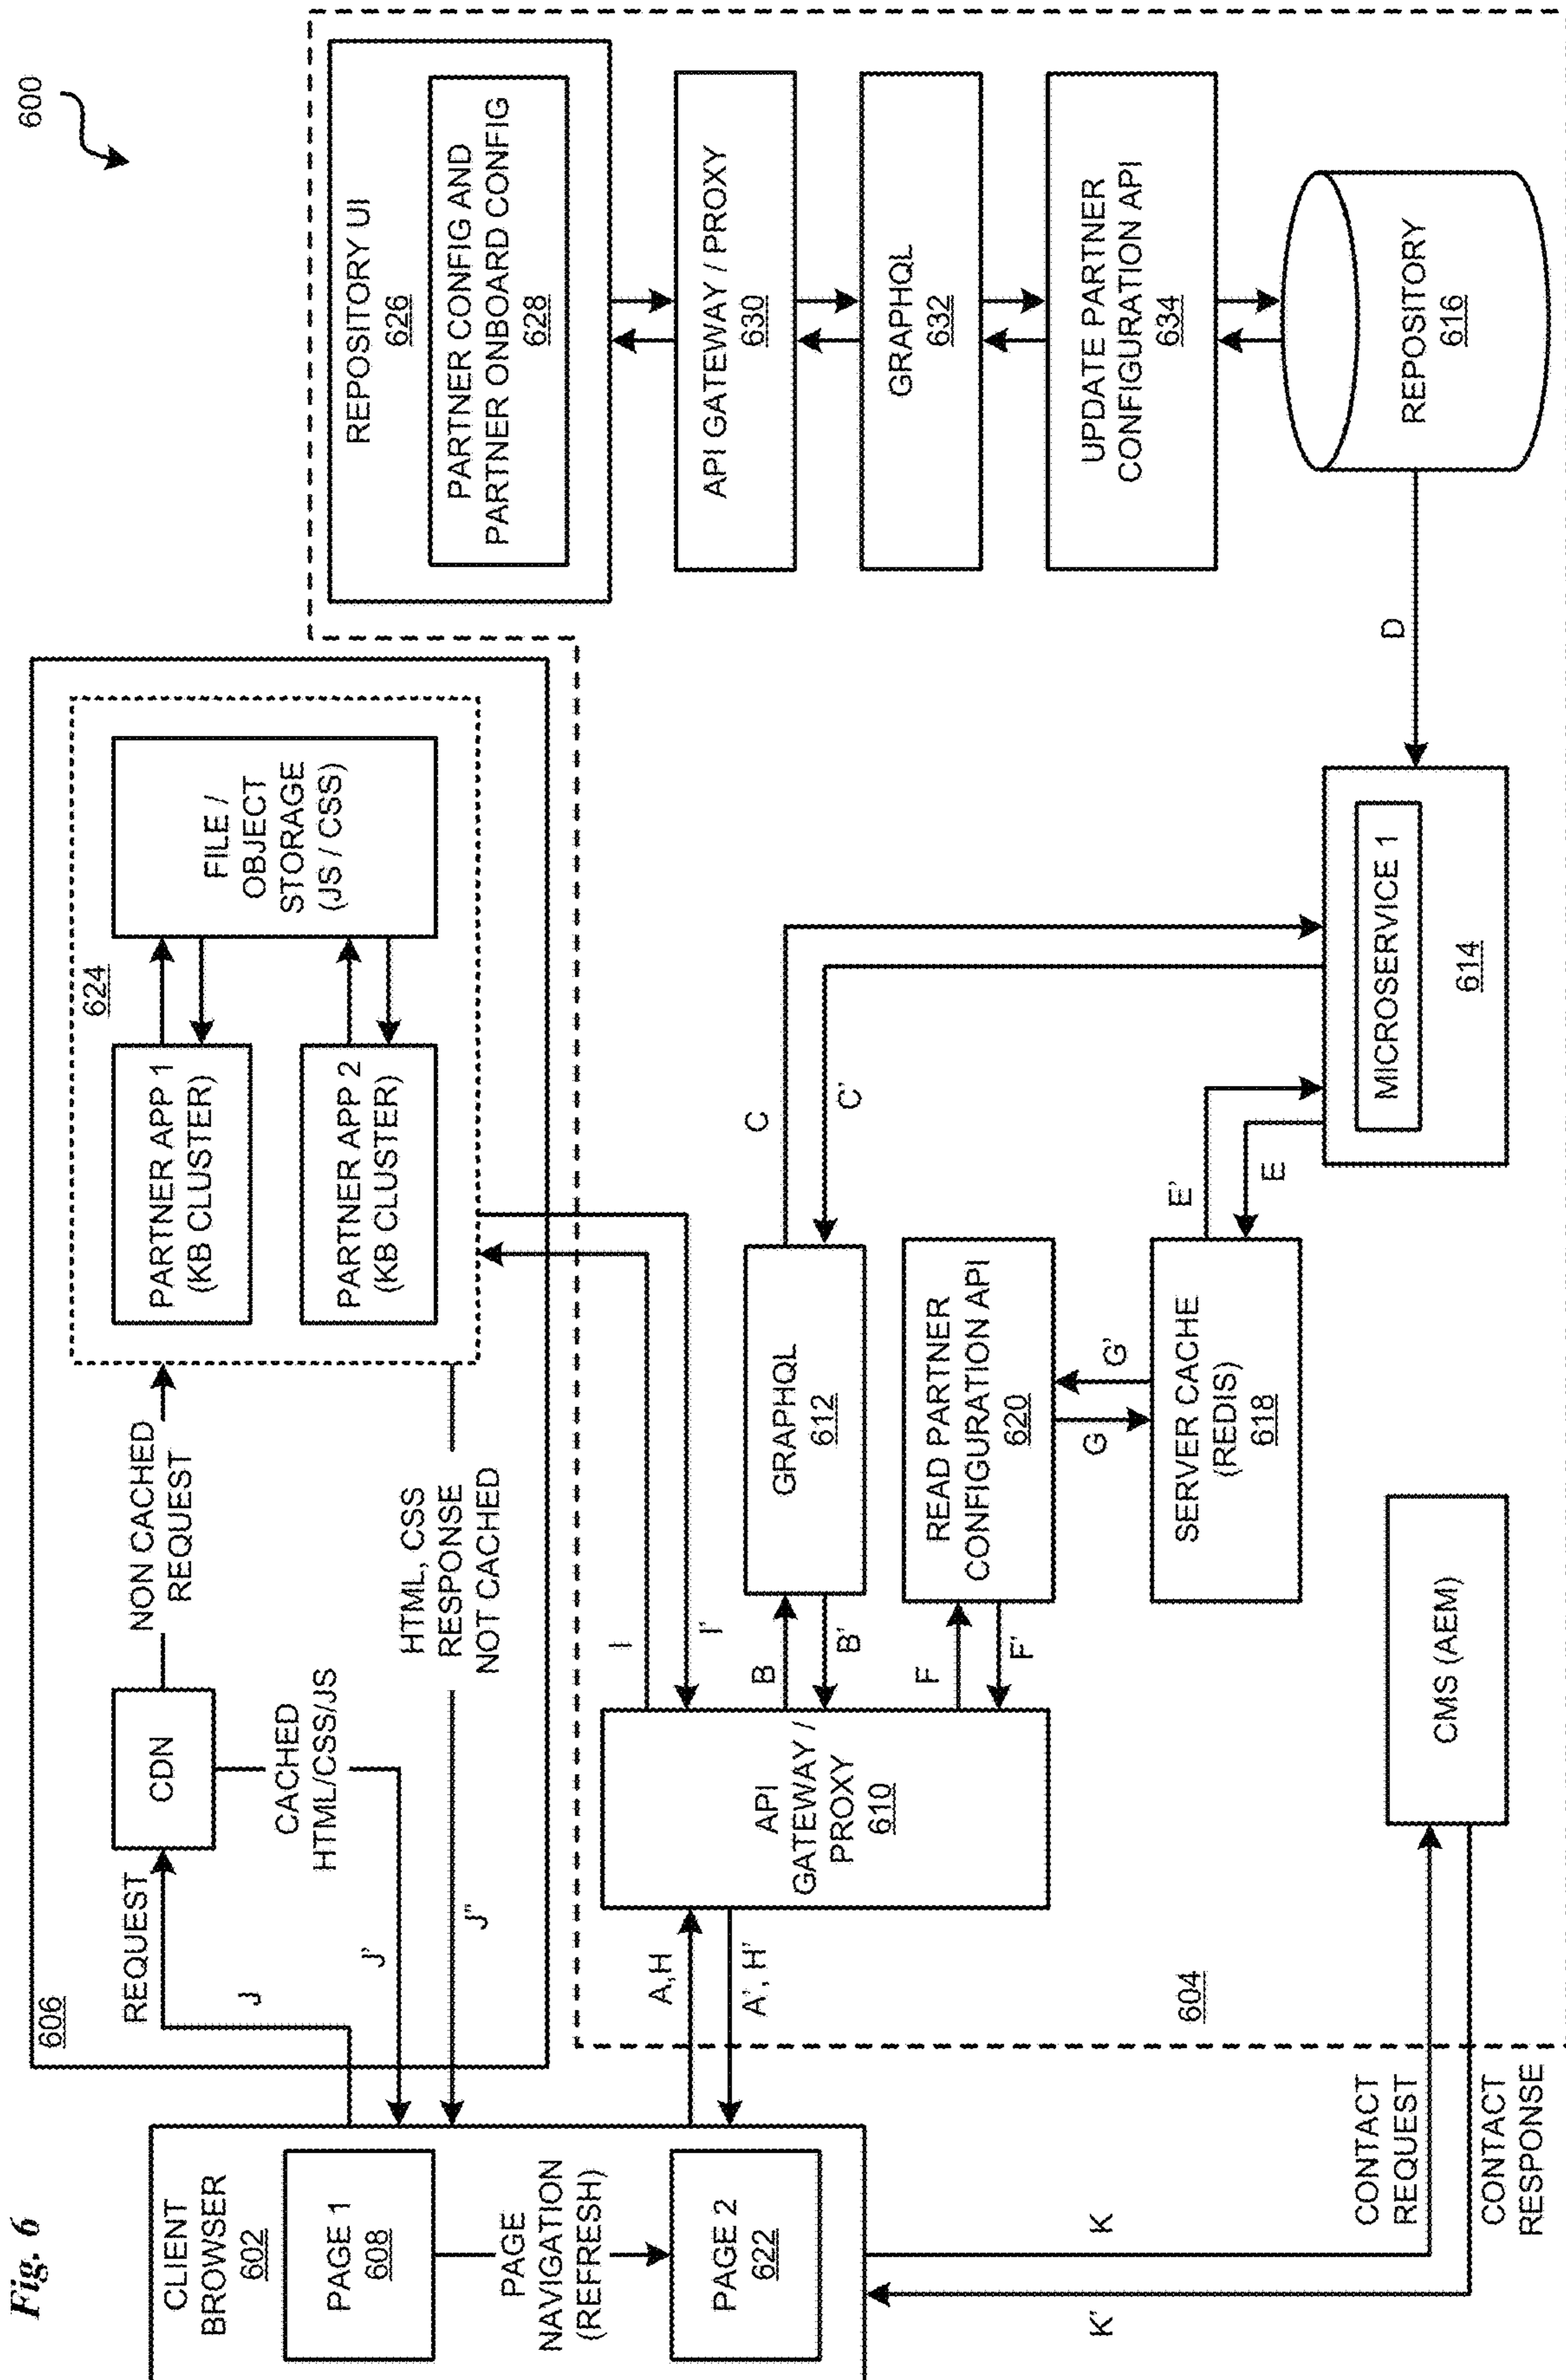 Fig. 6
600
CLIENT
BROWSER
602
PAGE 1
608
PAGE
NAVIGATION
(REFRESH)
PAGE 2
622
606
REQUEST
J
CDN
CACHED
HTML/CSS/JS
J'
J"
NON CACHED
REQUEST
HTML, CSS
RESPONSE
NOT CACHED
624
PARTNER APP 1
(KB CLUSTER)
PARTNER APP 2
(KB CLUSTER)
FILE /
OBJECT
STORAGE
(JS / CSS)
A,H
A', H'
604
API
GATEWAY /
PROXY
610
I
I'
B
B'
F
F'
GRAPHQL
612
C
C'
READ PARTNER
CONFIGURATION API
620
G
G'
SERVER CACHE
(REDIS)
618
E'
E
MICROSERVICE 1
614
D
REPOSITORY UI
626
PARTNER CONFIG AND
PARTNER ONBOARD CONFIG
628
API GATEWAY / PROXY
630
GRAPHQL
632
UPDATE PARTNER
CONFIGURATION API
634
REPOSITORY
616
K
K'
CONTACT
REQUEST
CONTACT
RESPONSE
CMS (AEM)